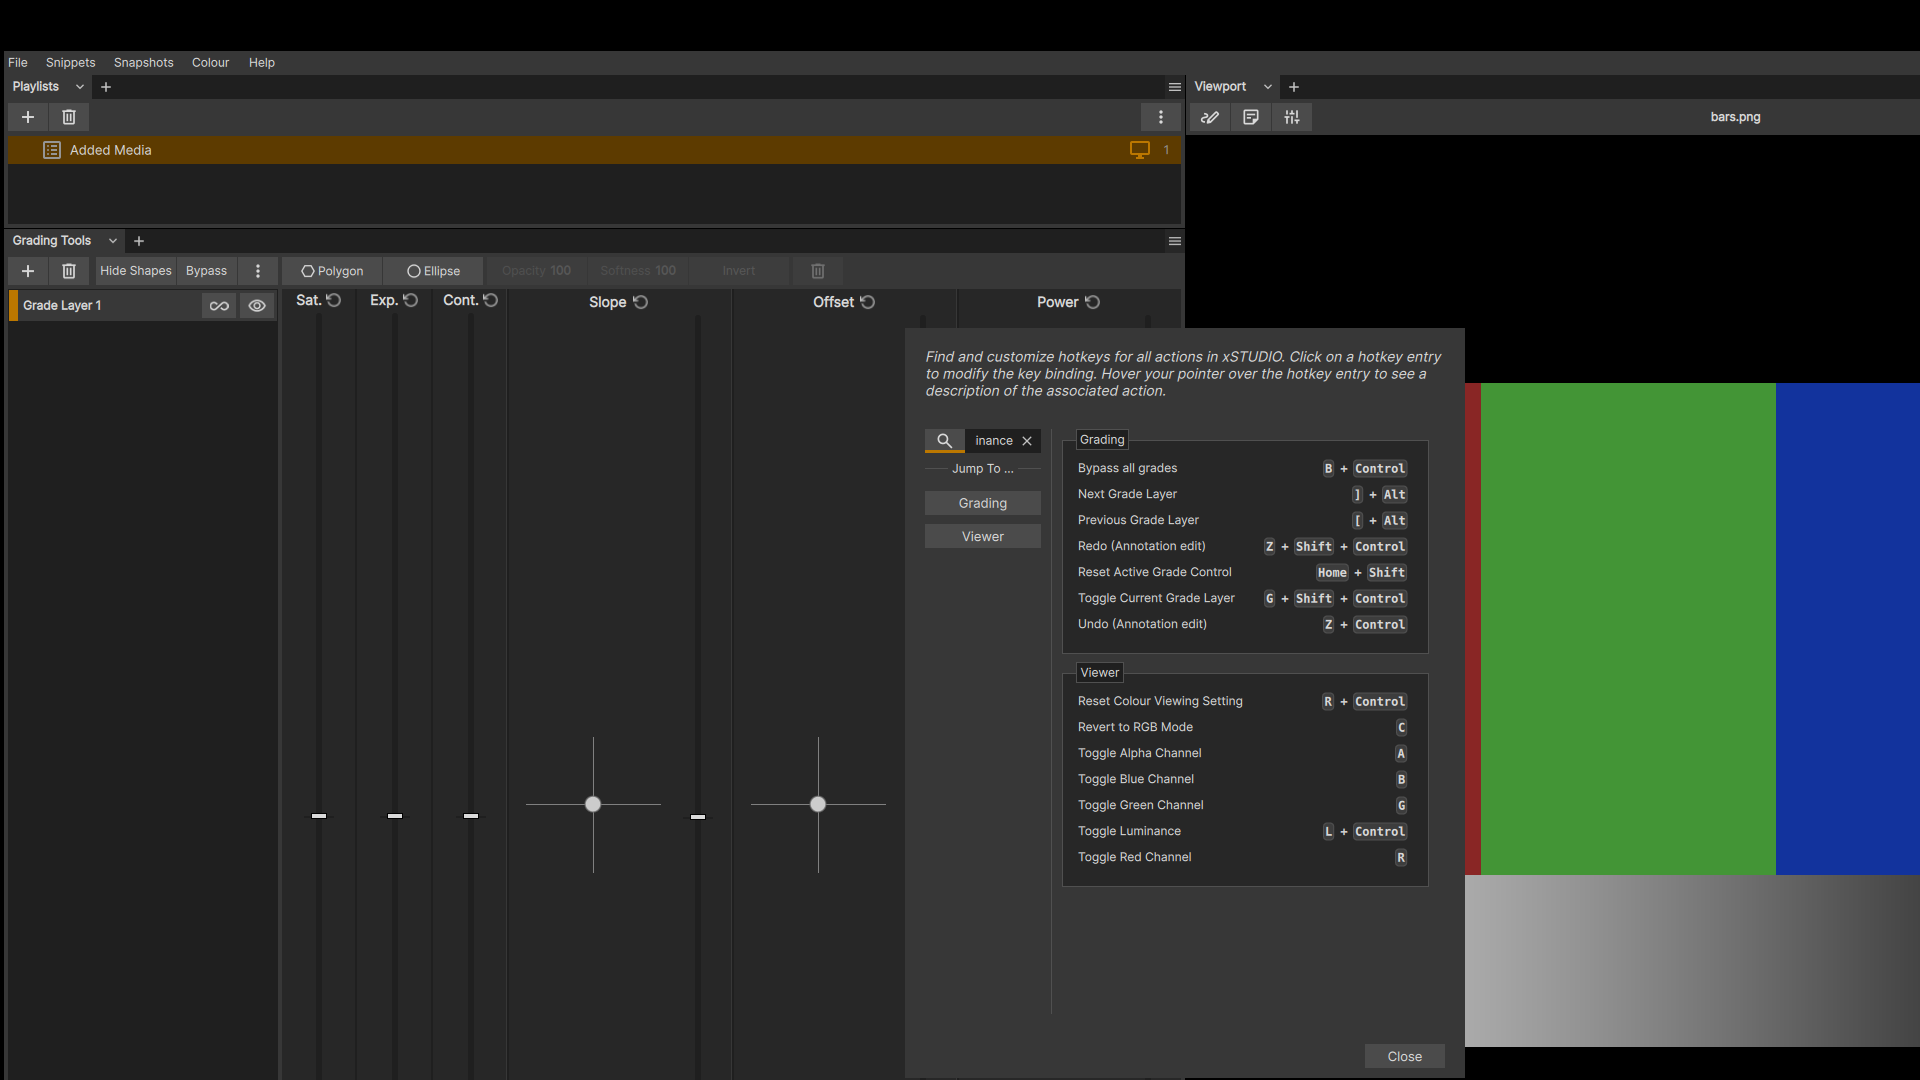 File Snippets Snapshots Colour Help
Playlists
Viewport
bars.png
Added Media 1
Grading Tools
Hide Shapes Bypass Polygon Ellipse Opacity 100 Softness 100 Invert
Grade Layer 1
Sat. Exp. Cont. Slope Offset Power
Find and customize hotkeys for all actions in xSTUDIO. Click on a hotkey entry
to modify the key binding. Hover your pointer over the hotkey entry to see a
description of the associated action.
inance
Jump To ...
Grading
Viewer
Grading
Bypass all grades B + Control
Next Grade Layer ] + Alt
Previous Grade Layer [ + Alt
Redo (Annotation edit) Z + Shift + Control
Reset Active Grade Control Home + Shift
Toggle Current Grade Layer G + Shift + Control
Undo (Annotation edit) Z + Control
Viewer
Reset Colour Viewing Setting R + Control
Revert to RGB Mode C
Toggle Alpha Channel A
Toggle Blue Channel B
Toggle Green Channel G
Toggle Luminance L + Control
Toggle Red Channel R
Close